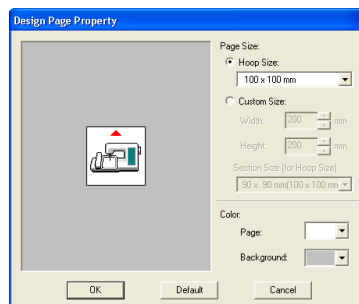 Design Page Property
Page Size:
Hoop Size:
100 x 100 mm
Custom Size:
Width: 200 mm
Height: 200 mm
Section Size (for Hoop Size):
90 x 90 mm(100 x 100 mn
Color:
Page:
Background:
OK Default Cancel